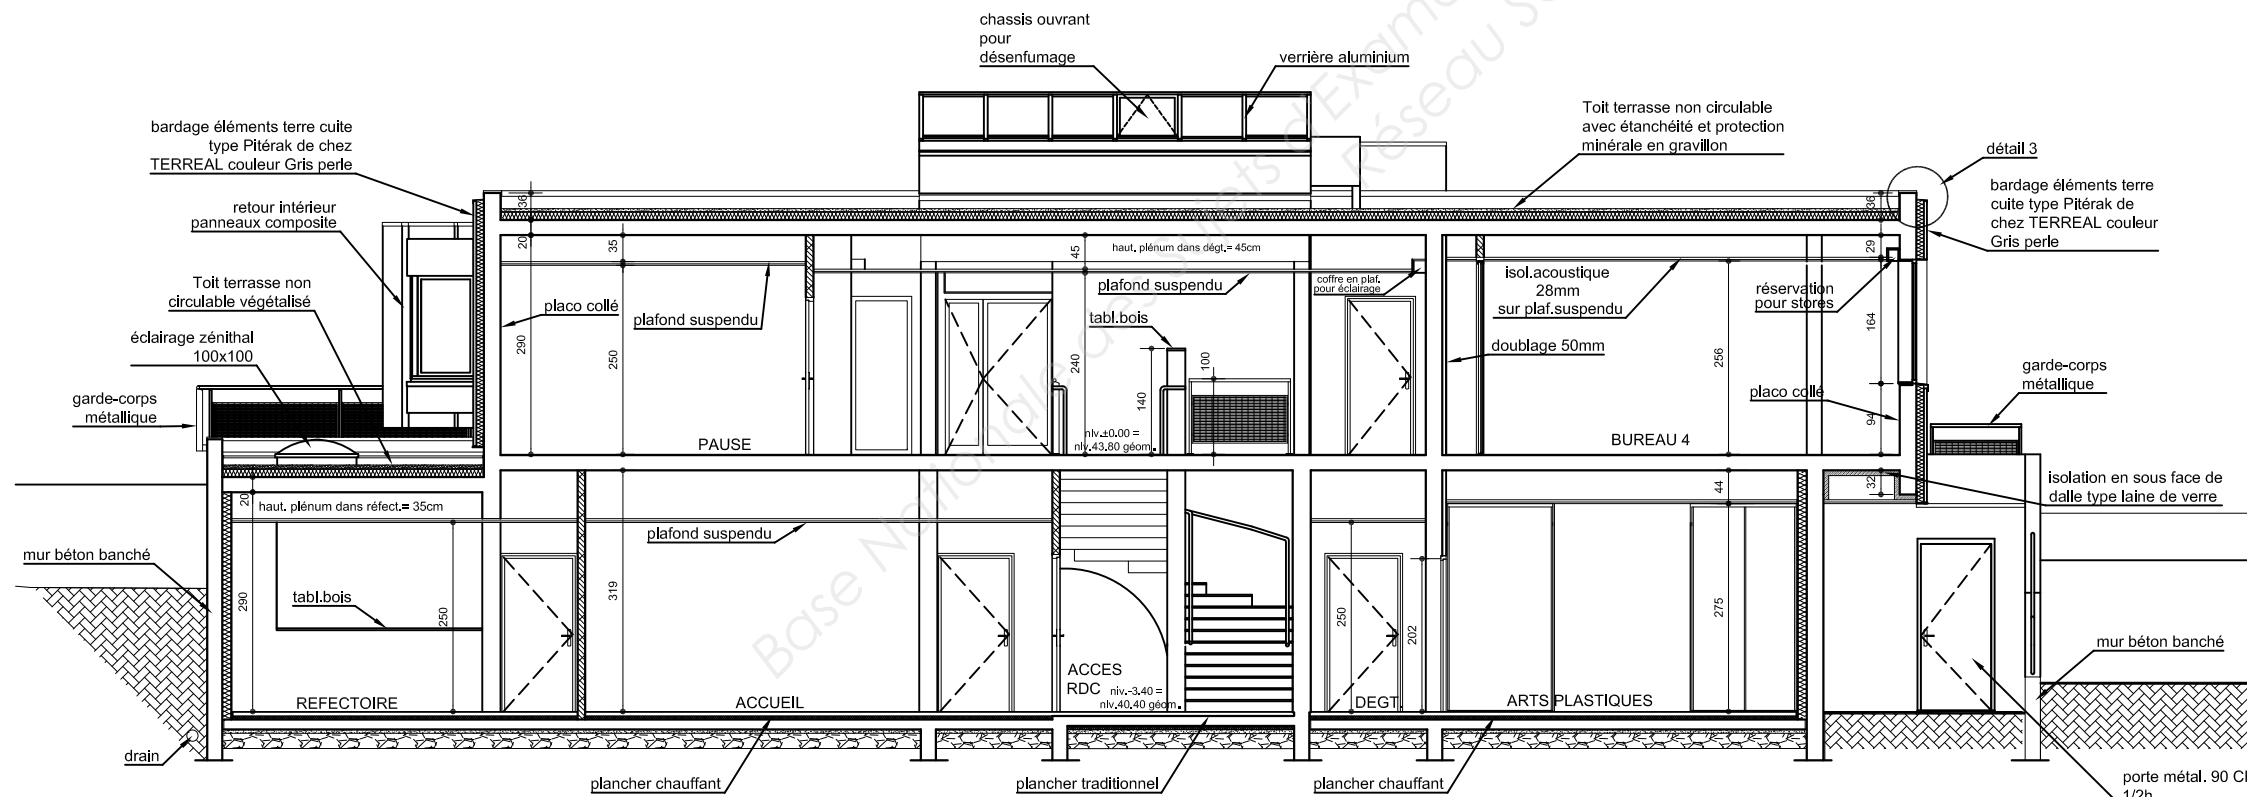 chassis ouvrant
pour
désenfumage
verrière aluminium
bardage éléments terre cuite
type Pitérak de chez
TERREAL couleur Gris perle
Toit terrasse non circulable
avec étanchéité et protection
minérale en gravillon
détail 3
bardage éléments terre
cuite type Pitérak de
chez TERREAL couleur
Gris perle
retour intérieur
panneaux composite
Toit terrasse non
circulable végétalisé
éclairage zénithal
100x100
garde-corps
métallique
36
20
35
45
haut. plénum dans dégt.= 45cm
36
29
placo collé
plafond suspendu
plafond suspendu
coffre en plaf.
pour éclairage
isol.acoustique
28mm
sur plaf.suspendu
réservation
pour stores
tabl.bois
doublage 50mm
290
250
240
140
100
256
164
94
placo collé
garde-corps
métallique
PAUSE
niv.±0.00 =
niv.43.80 géom.
BUREAU 4
20
haut. plénum dans réfect.= 35cm
plafond suspendu
44
32
isolation en sous face de
dalle type laine de verre
mur béton banché
tabl.bois
290
250
319
250
202
275
mur béton banché
REFECTOIRE
ACCUEIL
ACCES
RDC
niv.-3.40 =
niv.40.40 géom.
DEGT
ARTS PLASTIQUES
drain
plancher chauffant
plancher traditionnel
plancher chauffant
porte métal. 90 C
1/2h
Base Nationale des Sujets d'Exame
Réseau S